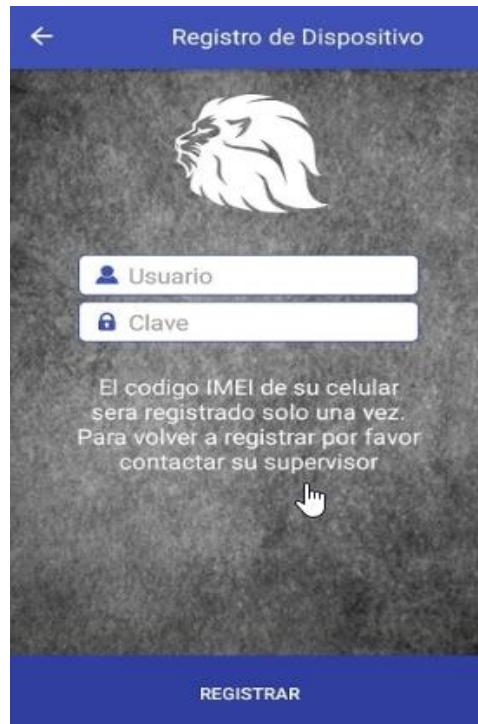 Registro de Dispositivo
Usuario
Clave
El codigo IMEI de su celular
sera registrado solo una vez.
Para volver a registrar por favor
contactar su supervisor
REGISTRAR